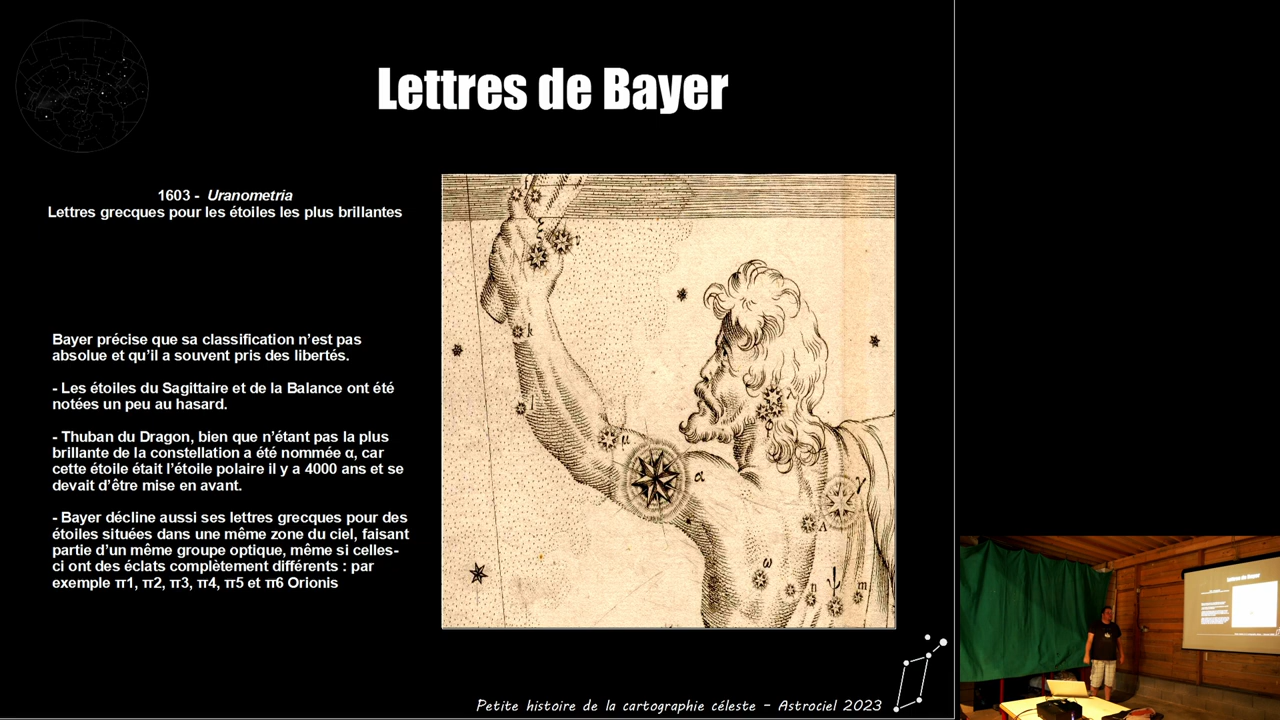 Lettres de Bayer
1603 - Uranometria
Lettres grecques pour les étoiles les plus brillantes
Bayer précise que sa classification n'est pas
absolue et qu'il a souvent pris des libertés.
- Les étoiles du Sagittaire et de la Balance ont été
notées un peu au hasard.
- Thuban du Dragon, bien que n'étant pas la plus
brillante de la constellation a été nommée α, car
cette étoile était l'étoile polaire il y a 4000 ans et se
devait d'être mise en avant.
- Bayer décline aussi ses lettres grecques pour des
étoiles situées dans une même zone du ciel, faisant
partie d'un même groupe optique, même si celles-
ci ont des éclats complètement différents : par
exemple π1, π2, π3, π4, π5 et π6 Orionis
k
l
μ
α
γ
A
ω
n
ψ
m
Petite histoire de la cartographie céleste - Astrociel 2023
Lettres de Bayer